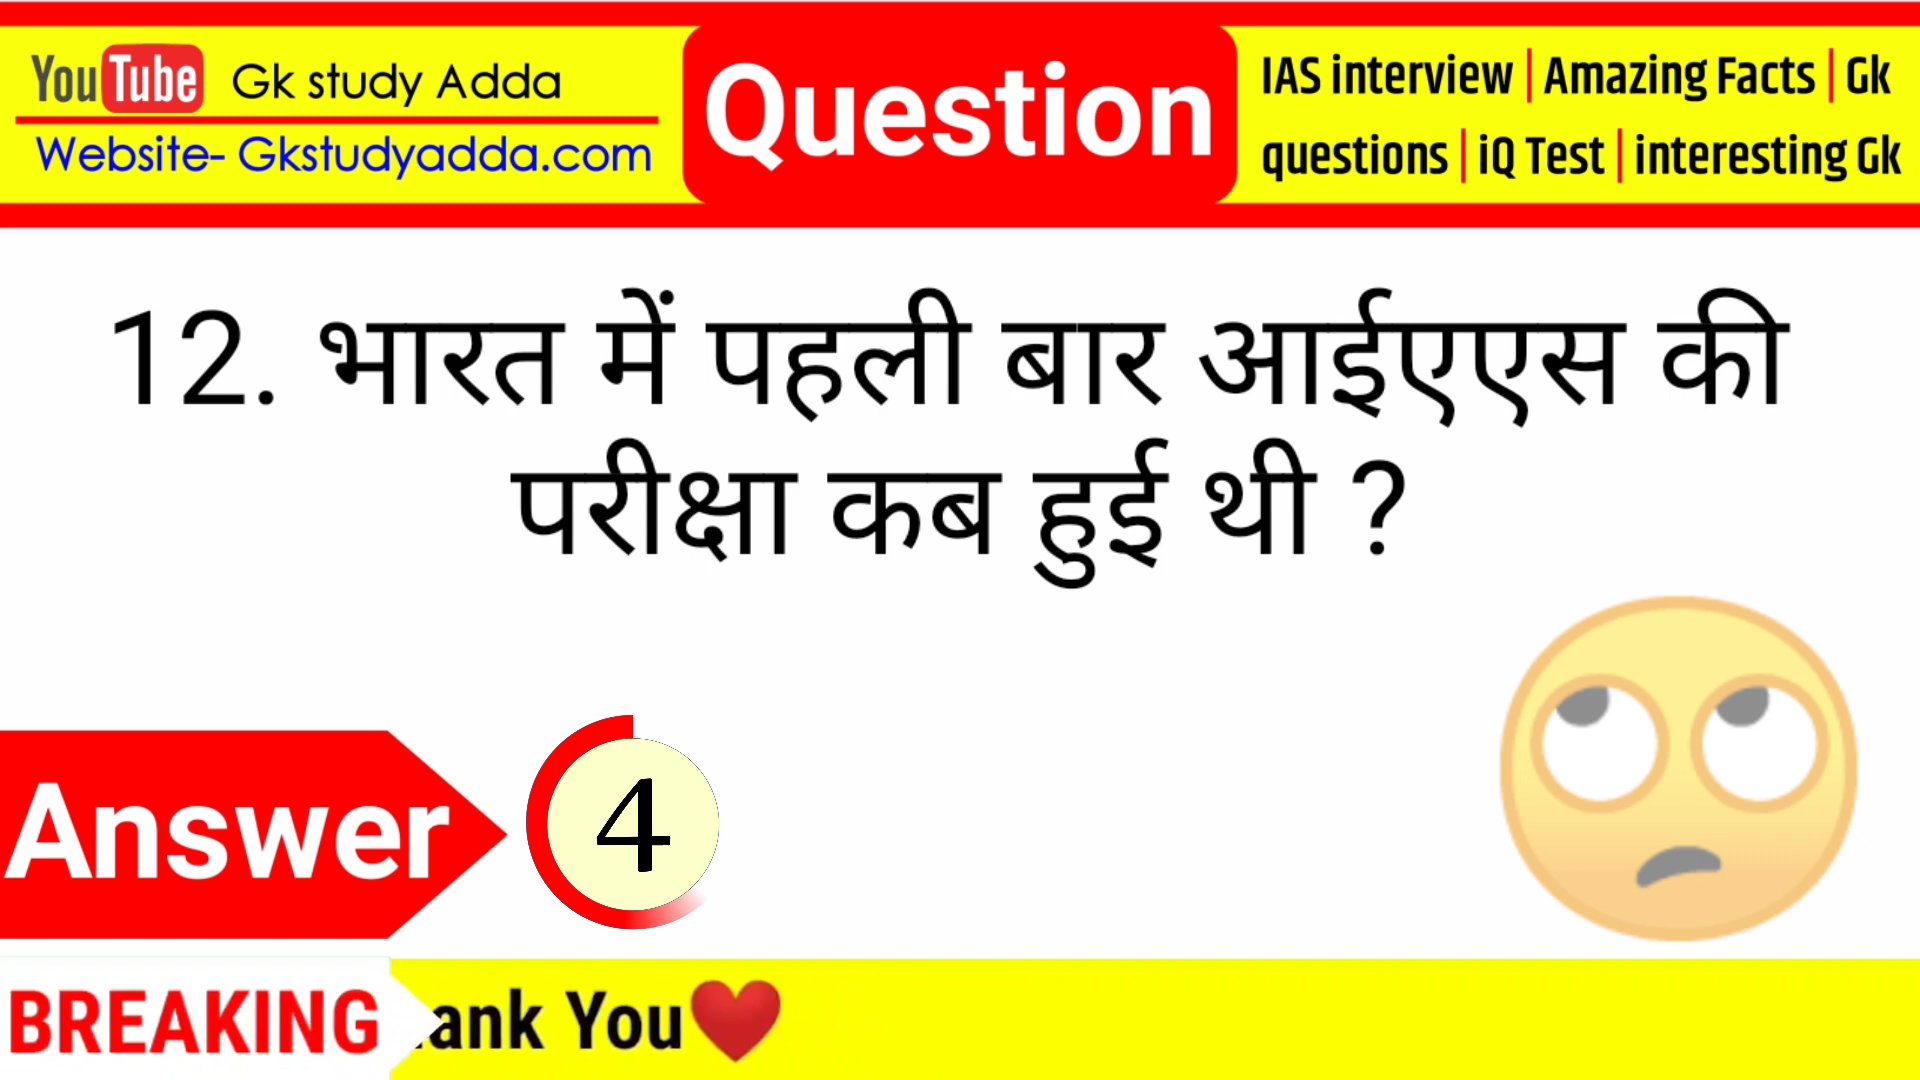 YouTube Gk study Adda
Website- Gkstudyadda.com
Question
IAS interview | Amazing Facts | Gk
questions | iQ Test | interesting Gk
12. भारत में पहली बार आईएएस की
परीक्षा कब हुई थी ?
Answer
4
BREAKING
ank You❤